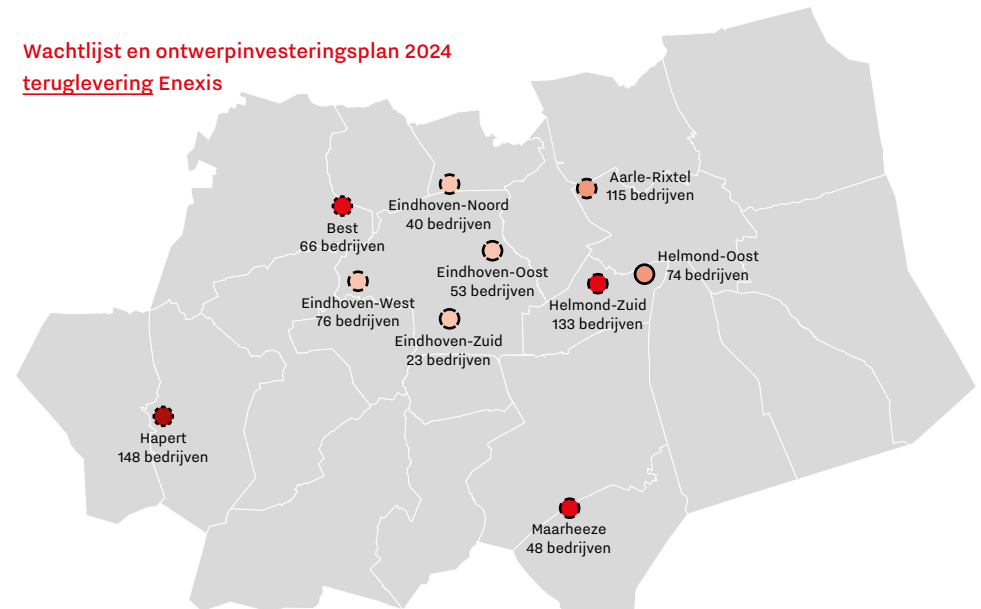 Wachtlijst en ontwerpinvesteringsplan 2024
teruglevering Enexis
Aarle-Rixtel
115 bedrijven
Eindhoven-Noord
40 bedrijven
Best
66 bedrijven
Helmond-Oost
74 bedrijven
Eindhoven-Oost
53 bedrijven
Eindhoven-West
76 bedrijven
Helmond-Zuid
133 bedrijven
Eindhoven-Zuid
23 bedrijven
Hapert
148 bedrijven
Maarheeze
48 bedrijven